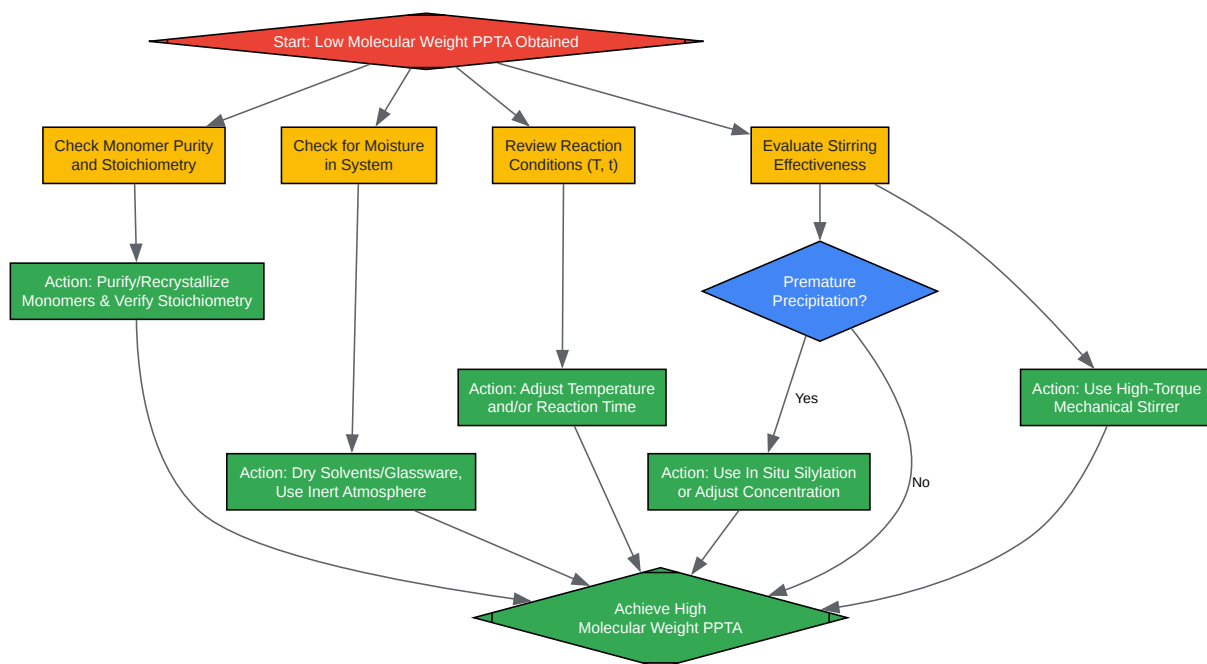 Start: Low Molecular Weight PPTA Obtained
Check Monomer Purity
and Stoichiometry
Check for Moisture
in System
Review Reaction
Conditions (T, t)
Evaluate Stirring
Effectiveness
Action: Purify/Recrystallize
Monomers & Verify Stoichiometry
Premature
Precipitation?
Action: Adjust Temperature
and/or Reaction Time
Yes
Action: Use High-Torque
Mechanical Stirrer
Action: Dry Solvents/Glassware,
Use Inert Atmosphere
Action: Use In Situ Silylation
or Adjust Concentration
No
Achieve High
Molecular Weight PPTA